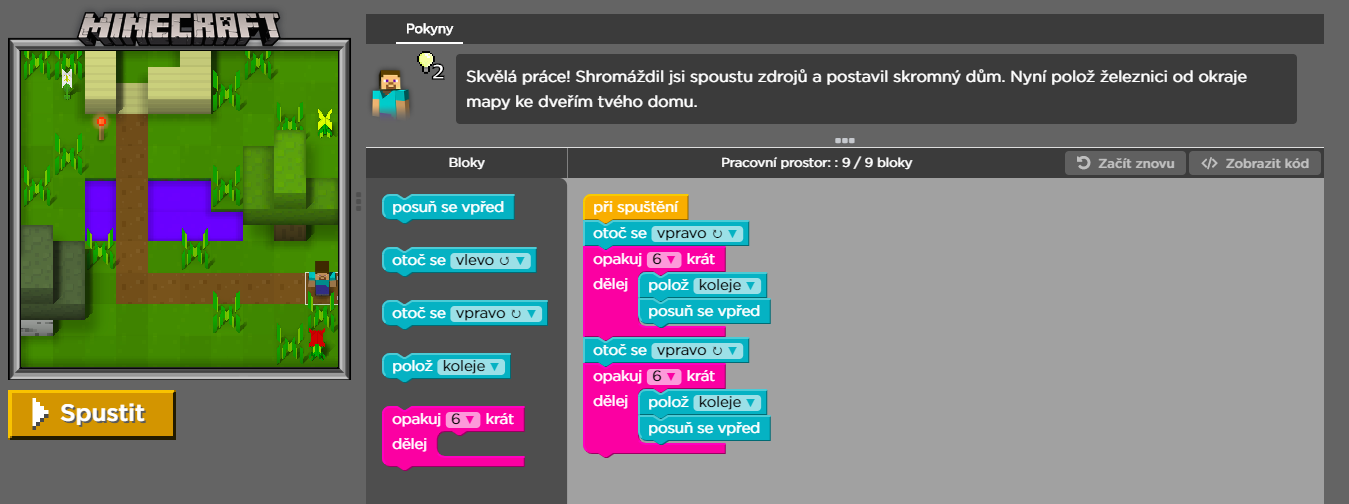 MINECRAFT
Pokyny
2
Skvělá práce! Shromáždil jsi spoustu zdrojů a postavil skromný dům. Nyní polož železnici od okraje
mapy ke dveřím tvého domu.
Bloky
Pracovní prostor: : 9 / 9 bloky
Začít znovu
</> Zobrazit kód
posuň se vpřed
otoč se vlevo ↺ ▼
otoč se vpravo ↻ ▼
polož koleje ▼
opakuj 6 ▼ krát
dělej
při spuštění
otoč se vpravo ↻ ▼
opakuj 6 ▼ krát
dělej polož koleje ▼
posuň se vpřed
otoč se vpravo ↻ ▼
opakuj 6 ▼ krát
dělej polož koleje ▼
posuň se vpřed
Spustit